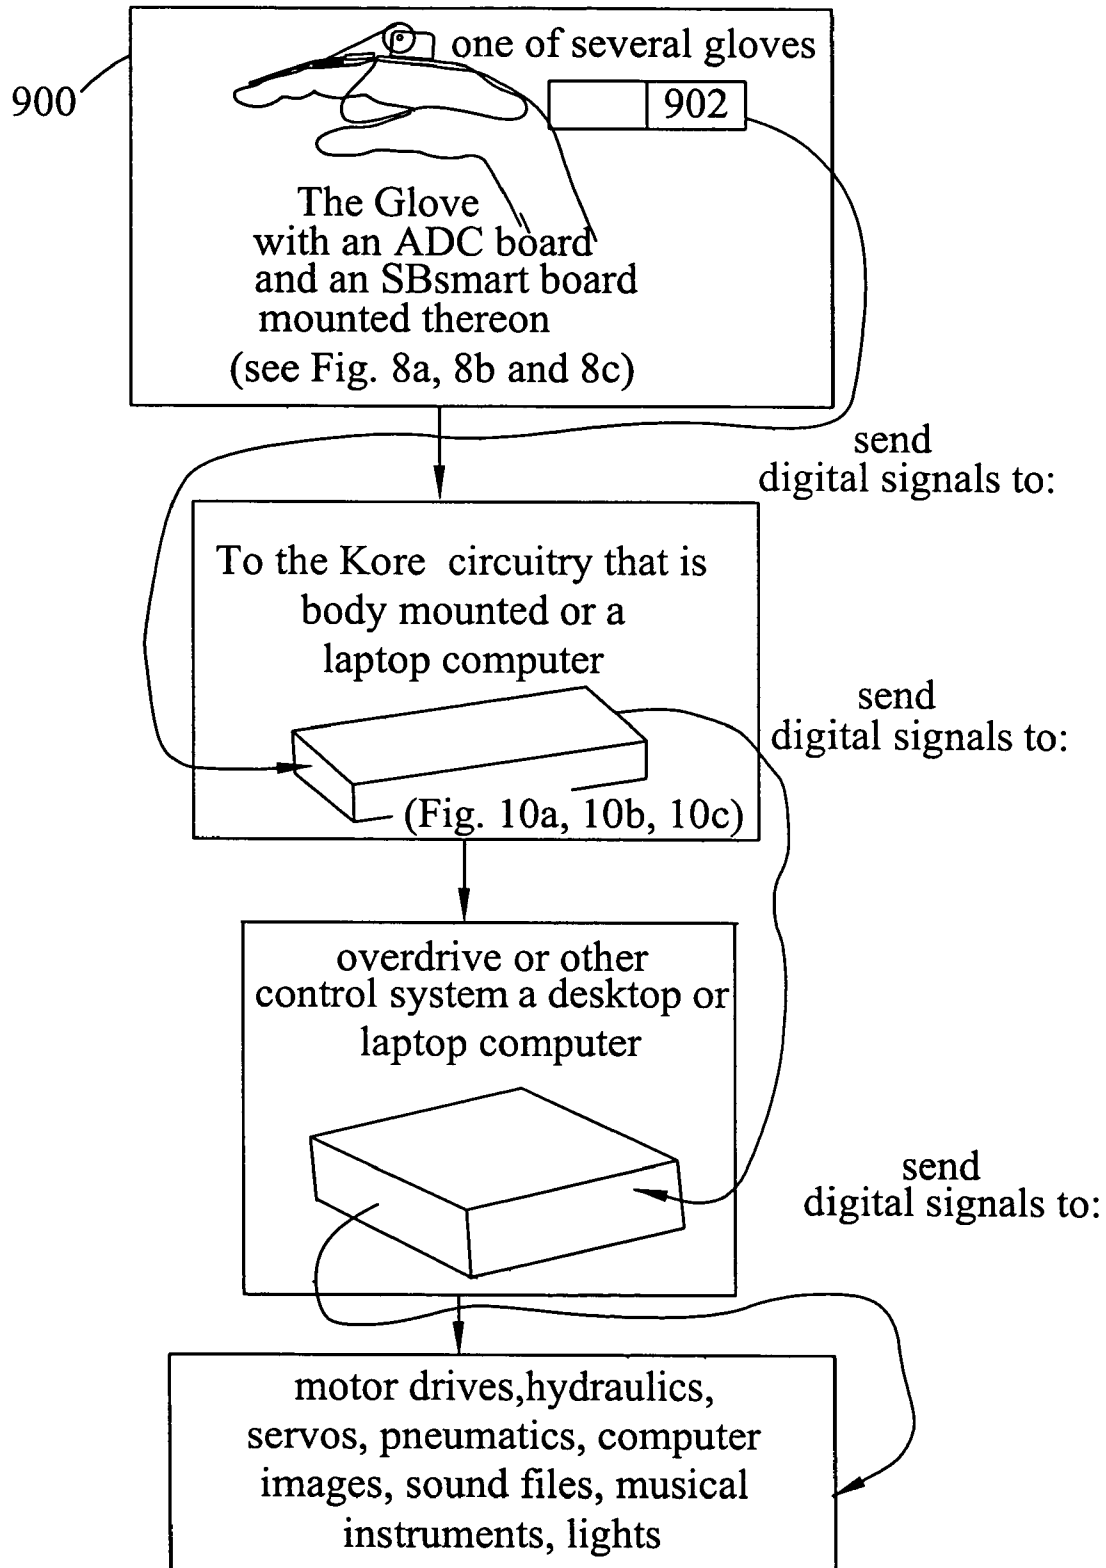 one of several gloves
900
902
The Glove
with an ADC board
and an SBsmart board
mounted thereon
(see Fig. 8a, 8b and 8c)
send
digital signals to:
To the Kore circuitry that is
body mounted or a
laptop computer
send
digital signals to:
(Fig. 10a, 10b, 10c)
overdrive or other
control system a desktop or
laptop computer
send
digital signals to:
motor drives,hydraulics,
servos, pneumatics, computer
images, sound files, musical
instruments, lights